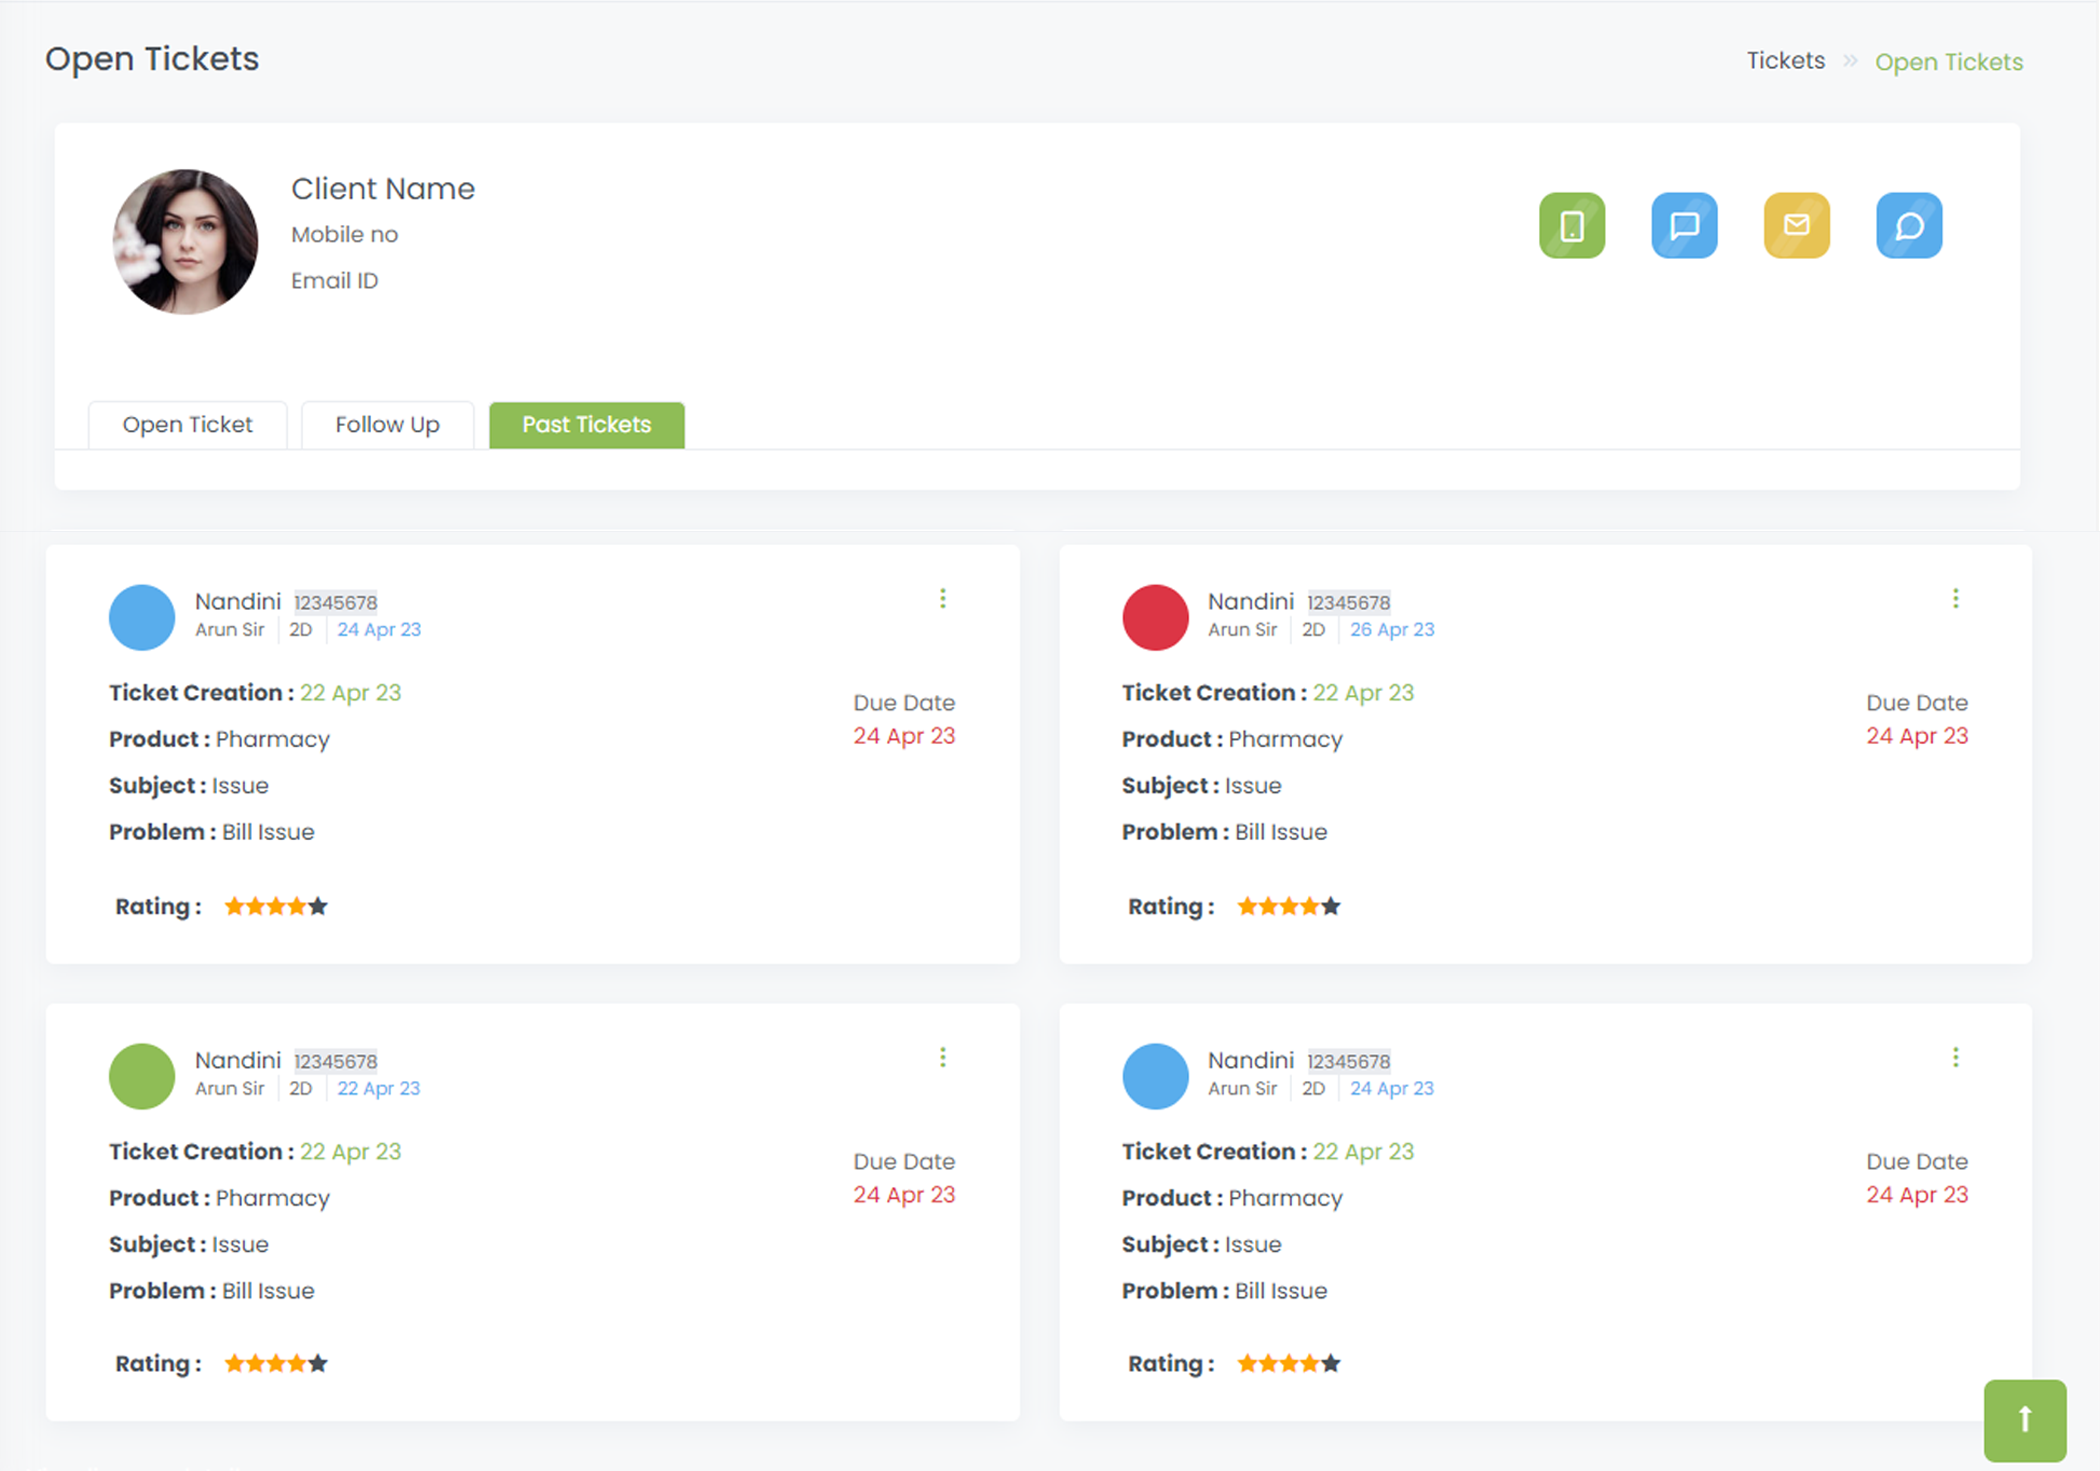 Open Tickets
Tickets » Open Tickets
Client Name
Mobile no
Email ID
Open Ticket
Follow Up
Past Tickets
Nandini 12345678
Arun Sir 2D 24 Apr 23
Ticket Creation : 22 Apr 23
Due Date
24 Apr 23
Product : Pharmacy
Subject : Issue
Problem : Bill Issue
Rating :
Nandini 12345678
Arun Sir 2D 26 Apr 23
Ticket Creation : 22 Apr 23
Due Date
24 Apr 23
Product : Pharmacy
Subject : Issue
Problem : Bill Issue
Rating :
Nandini 12345678
Arun Sir 2D 22 Apr 23
Ticket Creation : 22 Apr 23
Due Date
24 Apr 23
Product : Pharmacy
Subject : Issue
Problem : Bill Issue
Rating :
Nandini 12345678
Arun Sir 2D 24 Apr 23
Ticket Creation : 22 Apr 23
Due Date
24 Apr 23
Product : Pharmacy
Subject : Issue
Problem : Bill Issue
Rating :